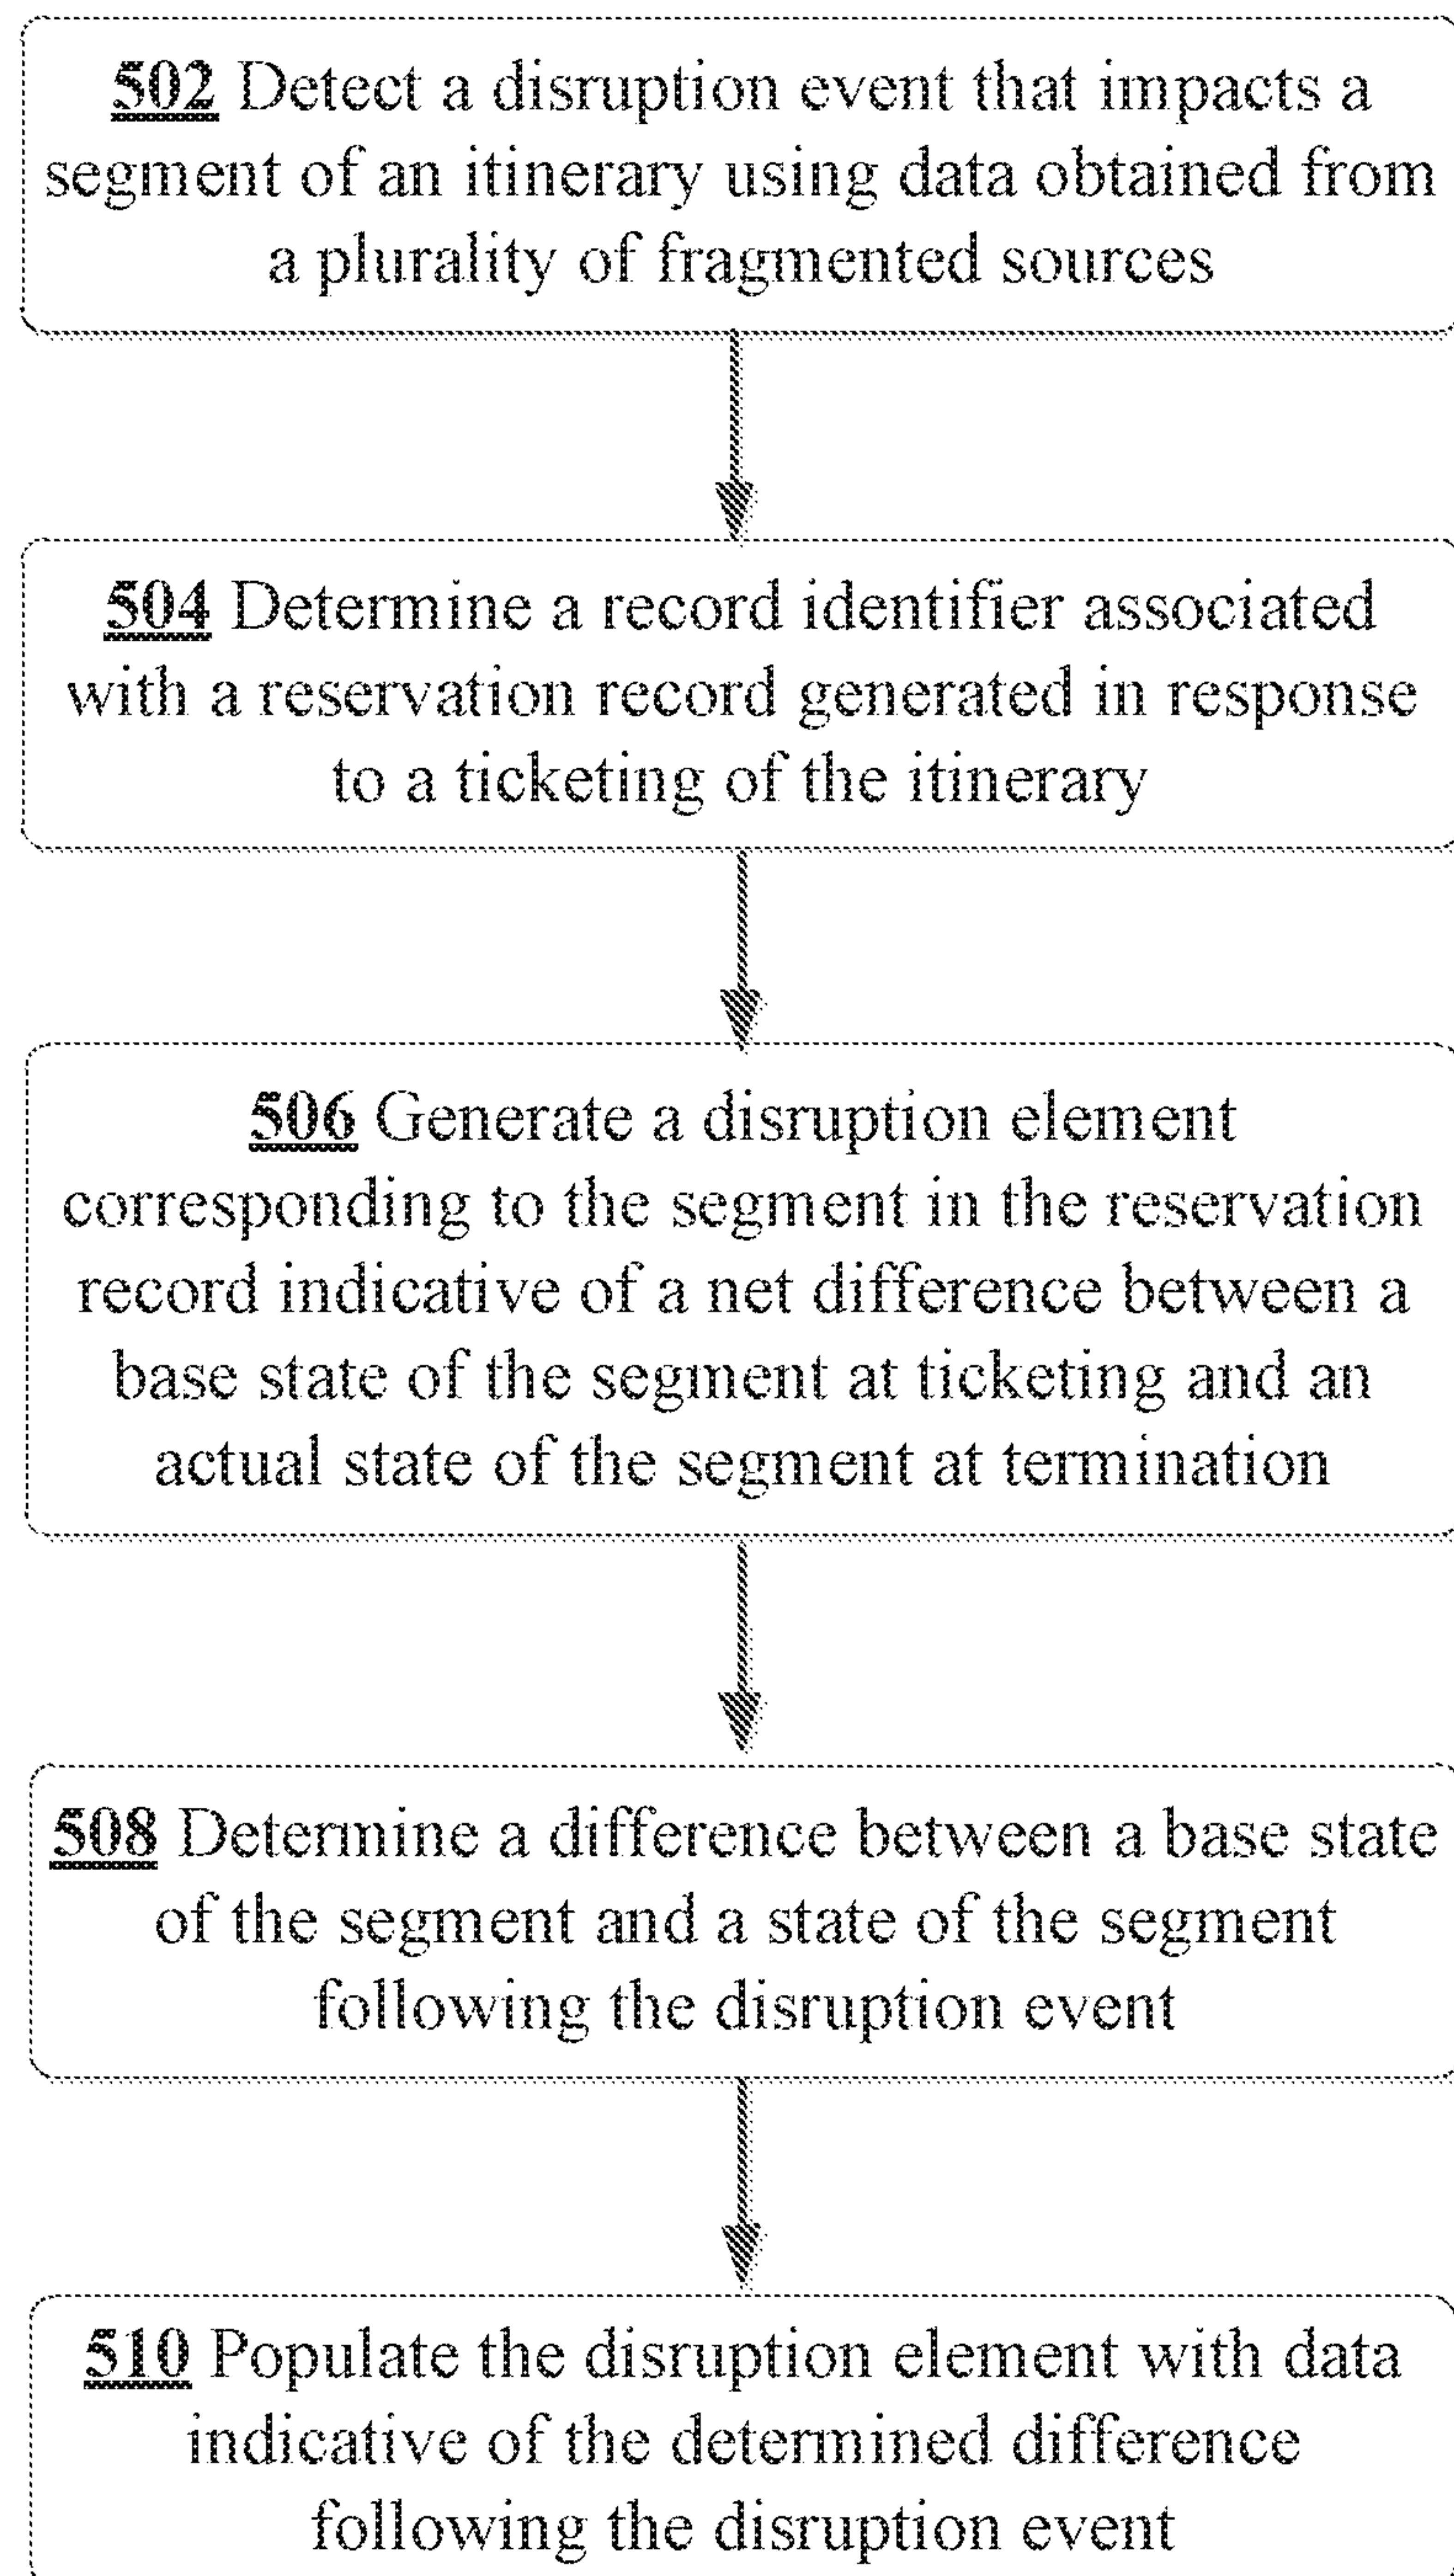 502 Detect a disruption event that impacts a
segment of an itinerary using data obtained from
a plurality of fragmented sources
504 Determine a record identifier associated
with a reservation record generated in response
to a ticketing of the itinerary
506 Generate a disruption element
corresponding to the segment in the reservation
record indicative of a net difference between a
base state of the segment at ticketing and an
actual state of the segment at termination
508 Determine a difference between a base state
of the segment and a state of the segment
following the disruption event
510 Populate the disruption element with data
indicative of the determined difference
following the disruption event